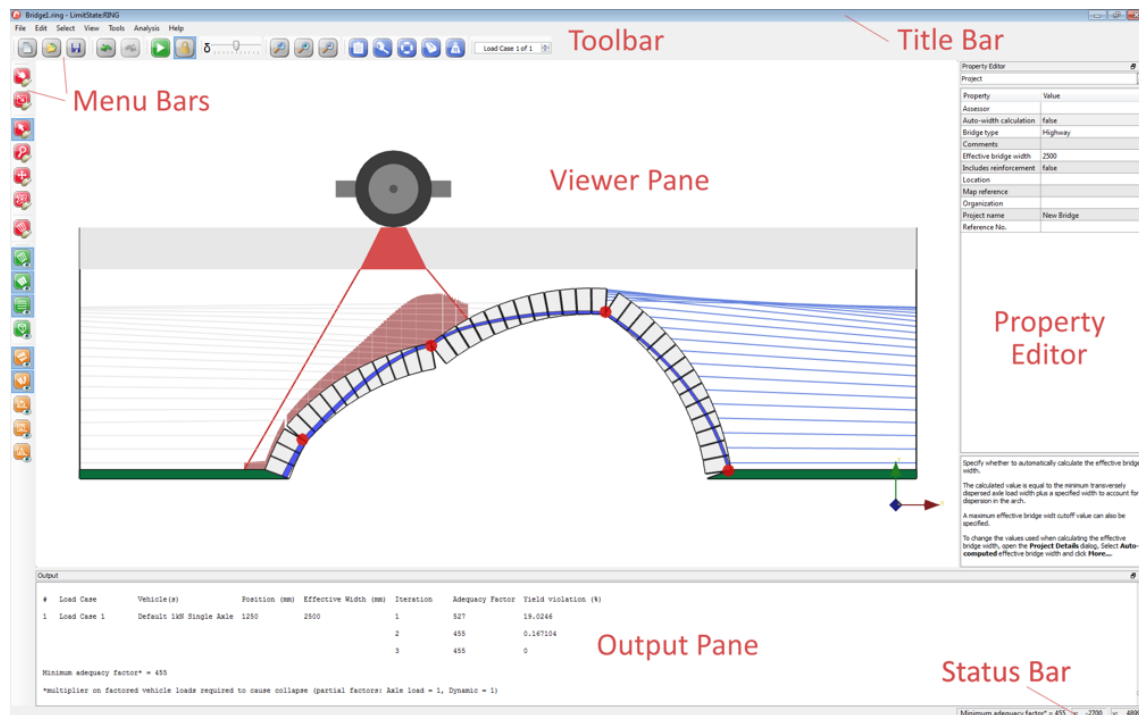 Bridge1.ring - LimitState:RING
Title Bar
File Edit Select View Tools Analysis Help
δ
Load Case 1 of 1
Toolbar
Menu Bars
Viewer Pane
Property Editor
Project
Property Value
Assessor
Auto-width calculation false
Bridge type Highway
Comments
Effective bridge width 2500
Includes reinforcement false
Location
Map reference
Organization
Project name New Bridge
Reference No.
Property
Editor
Specify whether to automatically calculate the effective bridge
width.
The calculated value is equal to the minimum transversely
dispersed axle load width plus a specified width to account for
dispersion in the arch.
A maximum effective bridge widt cutoff value can also be
specified.
To change the values used when calculating the effective
bridge width, open the Project Details dialog, Select Auto-
computed effective bridge width and click More...
Output
# Load Case Vehicle(s) Position (mm) Effective Width (mm) Iteration Adequacy Factor Yield violation (%)
1 Load Case 1 Default 1kN Single Axle 1250 2500 1 527 19.0246
2 455 0.167104
3 455 0
Output Pane
Minimum adequacy factor* = 455
*multiplier on factored vehicle loads required to cause collapse (partial factors: Axle load = 1, Dynamic = 1)
Status Bar
Minimum adequacy factor* = 455 x: -2700 y: 4899